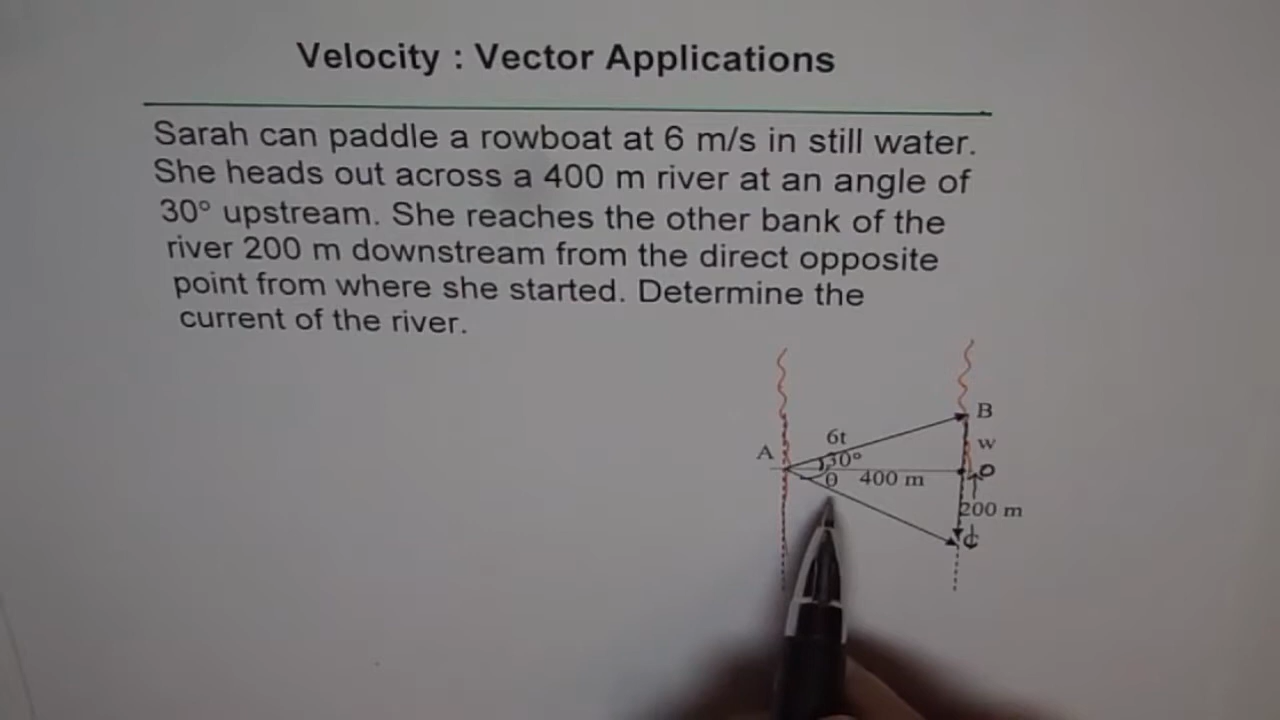 Velocity : Vector Applications
Sarah can paddle a rowboat at 6 m/s in still water.
She heads out across a 400 m river at an angle of
30° upstream. She reaches the other bank of the
river 200 m downstream from the direct opposite
point from where she started. Determine the
current of the river.
B
6t
w
A
30°
θ
400 m
200 m